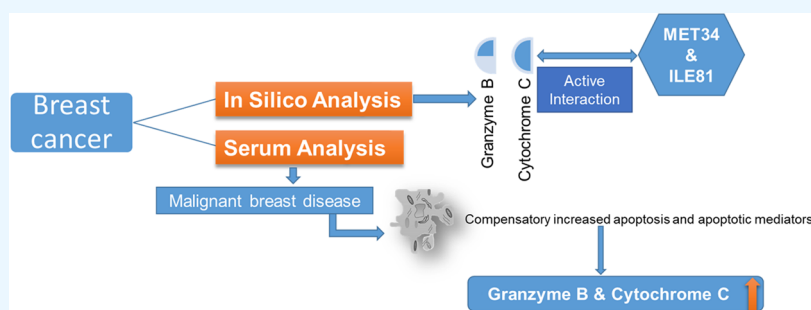 Breast
cancer
In Silico Analysis
Serum Analysis
Malignant breast disease
Granzyme B
Cytochrome C
Active
Interaction
MET34
&
ILE81
Compensatory increased apoptosis and apoptotic mediators
Granzyme B & Cytochrome C